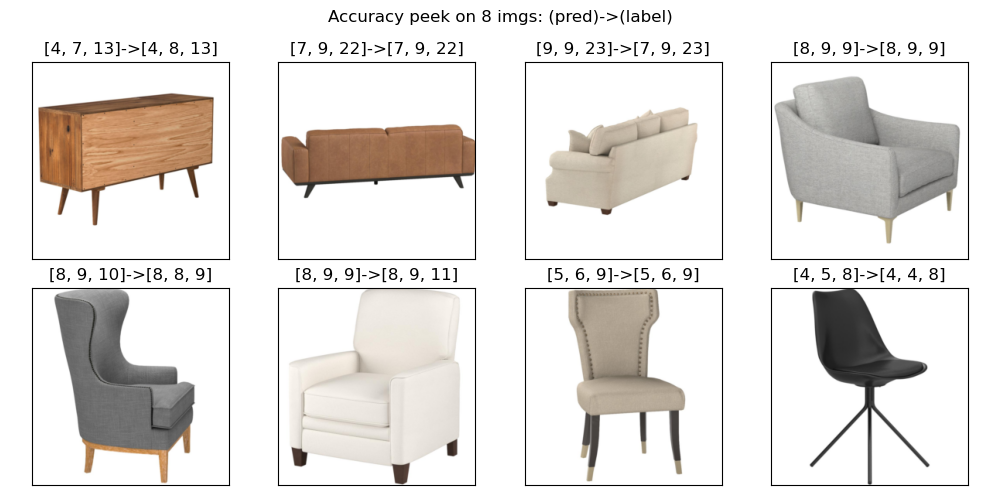 Accuracy peek on 8 imgs: (pred)->(label)
[4, 7, 13]->[4, 8, 13]
[7, 9, 22]->[7, 9, 22]
[9, 9, 23]->[7, 9, 23]
[8, 9, 9]->[8, 9, 9]
[8, 9, 10]->[8, 8, 9]
[8, 9, 9]->[8, 9, 11]
[5, 6, 9]->[5, 6, 9]
[4, 5, 8]->[4, 4, 8]